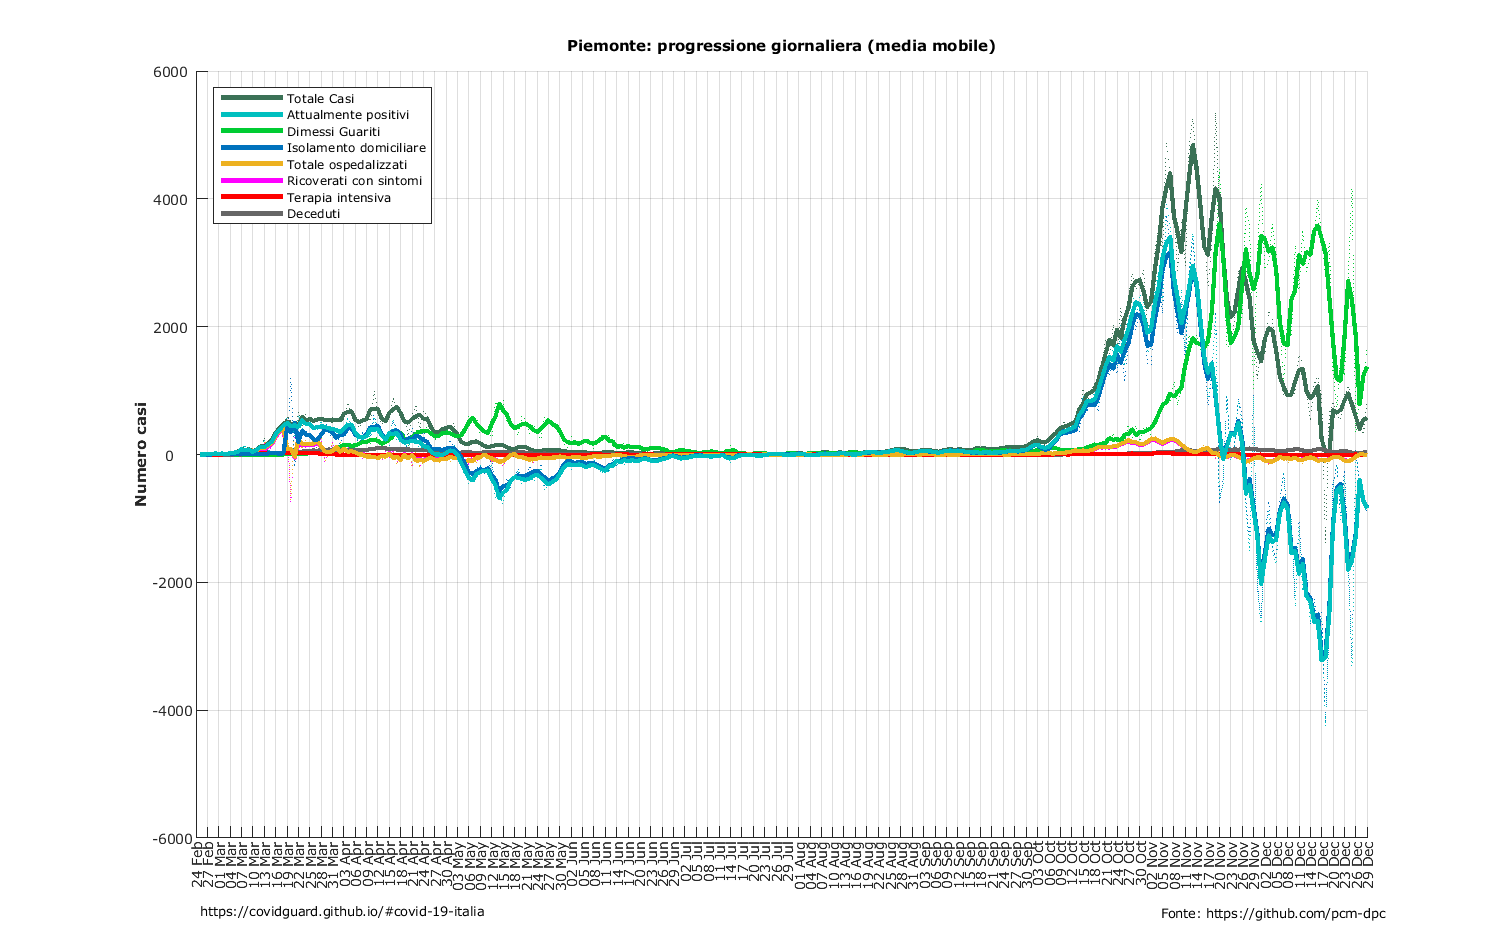 Piemonte: progressione giornaliera (media mobile)
6000
4000
2000
0
-2000
-4000
-6000
Numero casi
Totale Casi
Attualmente positivi
Dimessi Guariti
Isolamento domiciliare
Totale ospedalizzati
Ricoverati con sintomi
Terapia intensiva
Deceduti
24 Feb
27 Feb
01 Mar
04 Mar
07 Mar
10 Mar
13 Mar
16 Mar
19 Mar
22 Mar
25 Mar
28 Mar
31 Mar
03 Apr
06 Apr
09 Apr
12 Apr
15 Apr
18 Apr
21 Apr
24 Apr
27 Apr
30 Apr
03 May
06 May
09 May
12 May
15 May
18 May
21 May
24 May
27 May
30 May
02 Jun
05 Jun
08 Jun
11 Jun
14 Jun
17 Jun
20 Jun
23 Jun
26 Jun
29 Jun
02 Jul
05 Jul
08 Jul
11 Jul
14 Jul
17 Jul
20 Jul
23 Jul
26 Jul
29 Jul
01 Aug
04 Aug
07 Aug
10 Aug
13 Aug
16 Aug
19 Aug
22 Aug
25 Aug
28 Aug
31 Aug
03 Sep
06 Sep
09 Sep
12 Sep
15 Sep
18 Sep
21 Sep
24 Sep
27 Sep
30 Sep
03 Oct
06 Oct
09 Oct
12 Oct
15 Oct
18 Oct
21 Oct
24 Oct
27 Oct
30 Oct
02 Nov
05 Nov
08 Nov
11 Nov
14 Nov
17 Nov
20 Nov
23 Nov
26 Nov
29 Nov
02 Dec
05 Dec
08 Dec
11 Dec
14 Dec
17 Dec
20 Dec
23 Dec
26 Dec
29 Dec
https://covidguard.github.io/#covid-19-italia
Fonte: https://github.com/pcm-dpc